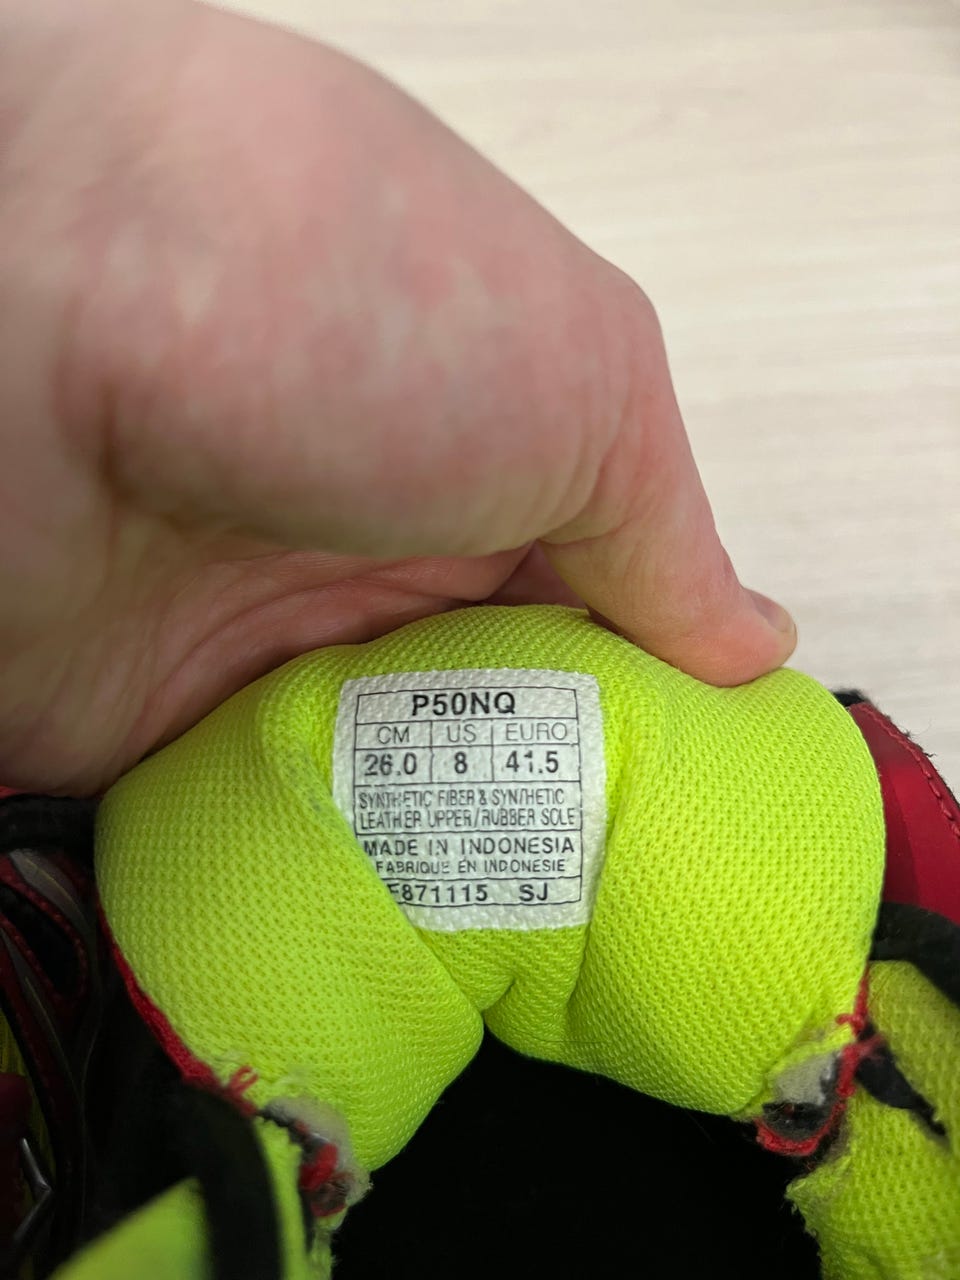 P50NQ
CM US EURO
26.0 8 41.5
SYNTHETIC FIBER & SYNTHETIC
LEATHER UPPER/RUBBER SOLE
MADE IN INDONESIA
FABRIQUE EN INDONESIE
F871115 SJ